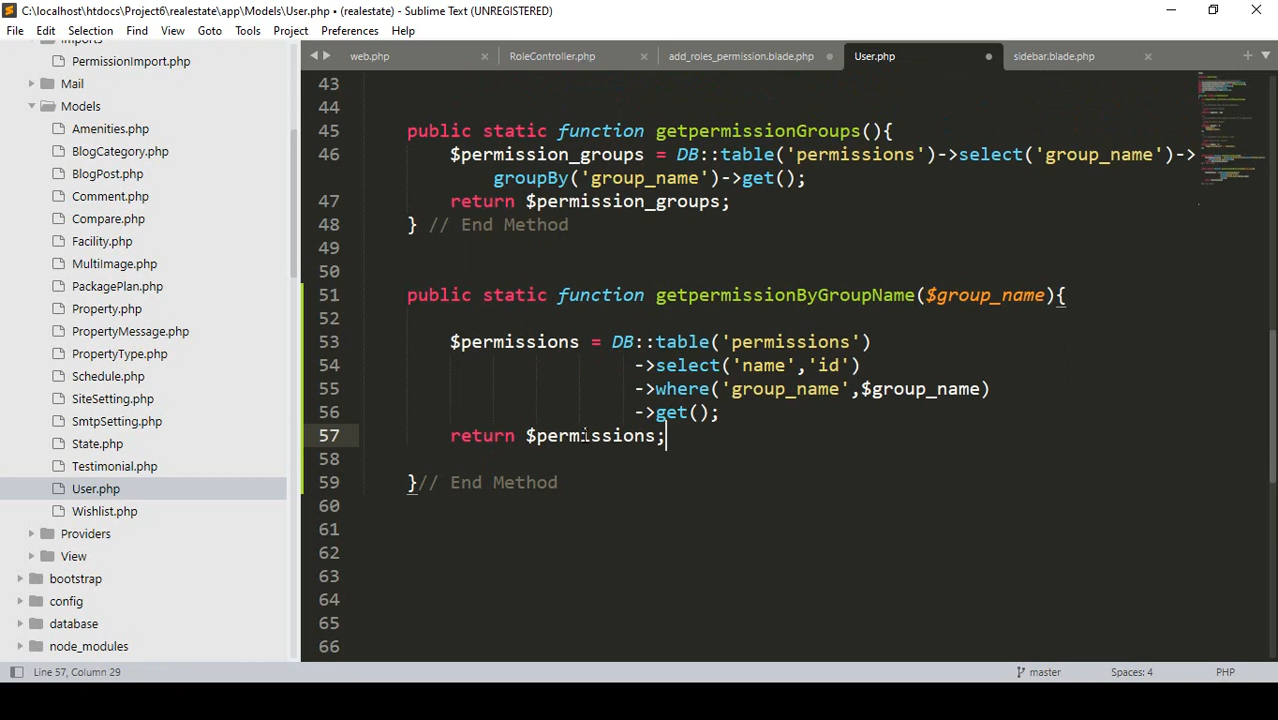 C:\localhost\htdocs\Project6\realestate\app\Models\User.php • (realestate) - Sublime Text (UNREGISTERED)
File Edit Selection Find View Goto Tools Project Preferences Help
web.php RoleController.php add_roles_permission.blade.php User.php sidebar.blade.php
Imports
PermissionImport.php
Mail
Models
Amenities.php
BlogCategory.php
BlogPost.php
Comment.php
Compare.php
Facility.php
MultiImage.php
PackagePlan.php
Property.php
PropertyMessage.php
PropertyType.php
Schedule.php
SiteSetting.php
SmtpSetting.php
State.php
Testimonial.php
User.php
Wishlist.php
Providers
View
bootstrap
config
database
node_modules
43
44
45 public static function getpermissionGroups(){
46 $permission_groups = DB::table('permissions')->select('group_name')->
groupBy('group_name')->get();
47 return $permission_groups;
48 } // End Method
49
50
51 public static function getpermissionByGroupName($group_name){
52
53 $permissions = DB::table('permissions')
54 ->select('name','id')
55 ->where('group_name',$group_name)
56 ->get();
57 return $permissions;
58
59 }// End Method
60
61
62
63
64
65
66
Line 57, Column 29 master Spaces: 4 PHP